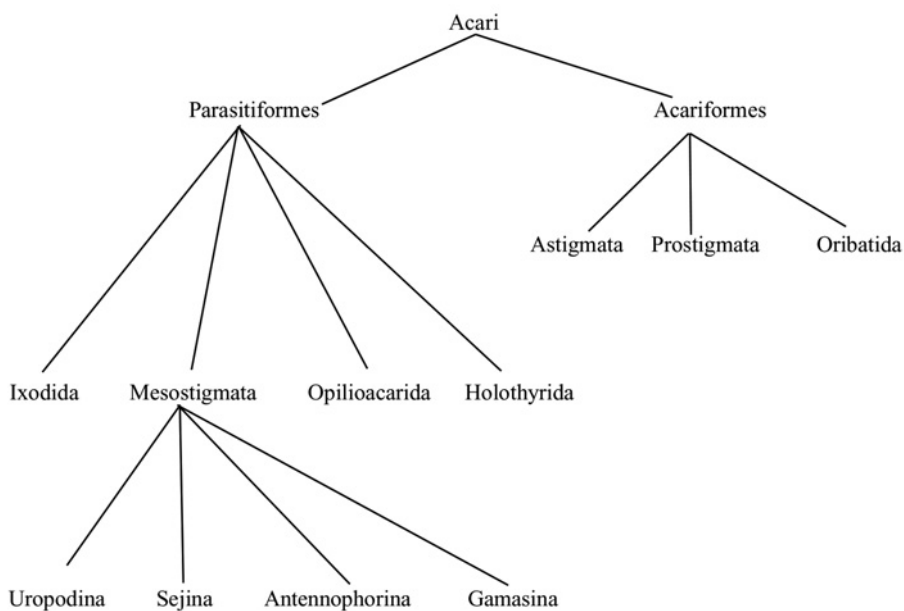 Acari
Parasitiformes Acariformes
Astigmata Prostigmata Oribatida
Ixodida Mesostigmata Opilioacarida Holothyrida
Uropodina Sejina Antennophorina Gamasina